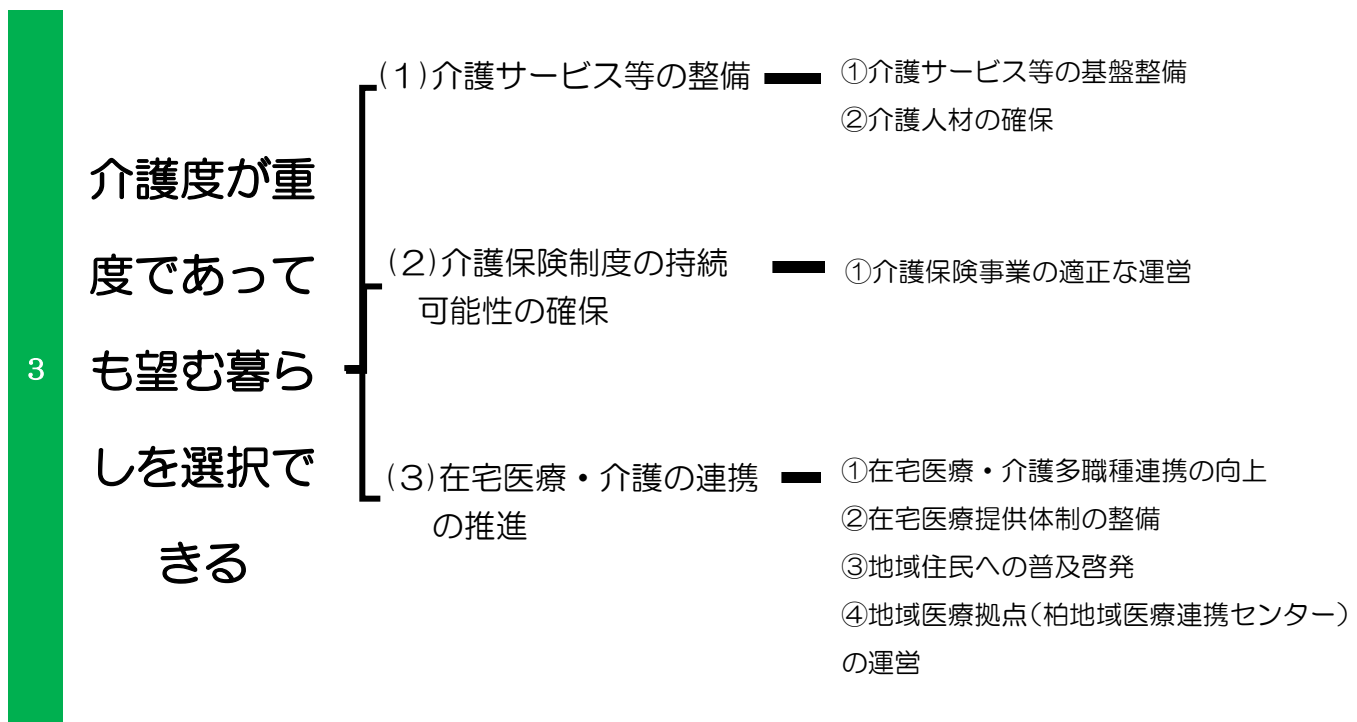 3
介護度が重
度であって
も望む暮ら
しを選択で
きる
(1)介護サービス等の整備
①介護サービス等の基盤整備
②介護人材の確保
(2)介護保険制度の持続
可能性の確保
①介護保険事業の適正な運営
(3)在宅医療・介護の連携
の推進
①在宅医療・介護多職種連携の向上
②在宅医療提供体制の整備
③地域住民への普及啓発
④地域医療拠点(柏地域医療連携センター)
の運営